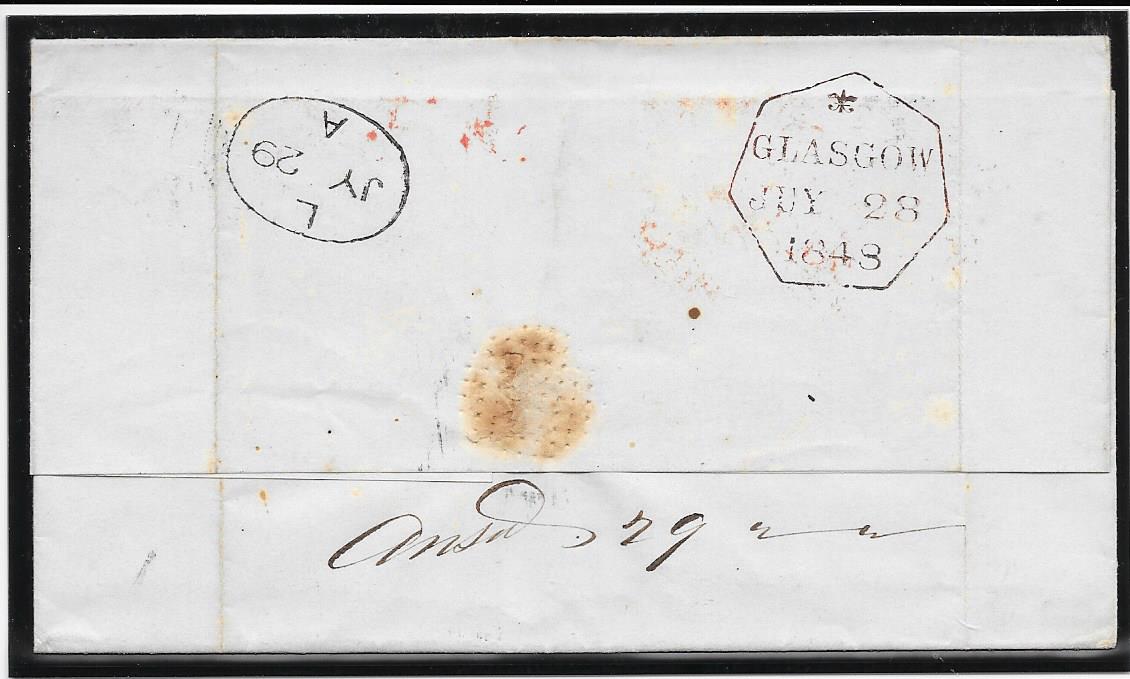 L
JY 29
A
GLASGOW
JUY 28
1848
Ansd. 29 " "